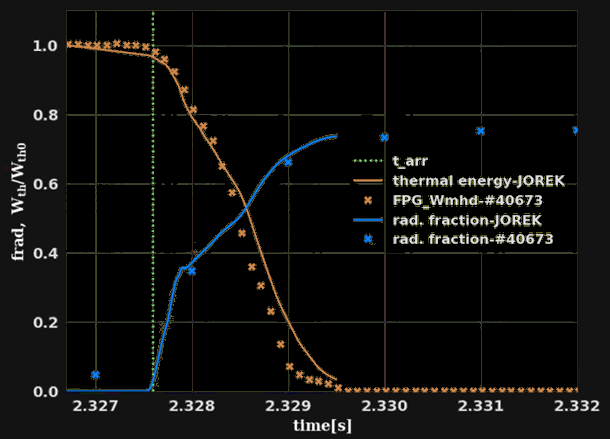 1.0
0.8
0.6
0.4
0.2
0.0
frad, W_th/W_th0
t_arr
thermal energy-JOREK
FPG_Wmhd-#40673
rad. fraction-JOREK
rad. fraction-#40673
2.327 2.328 2.329 2.330 2.331 2.332
time[s]